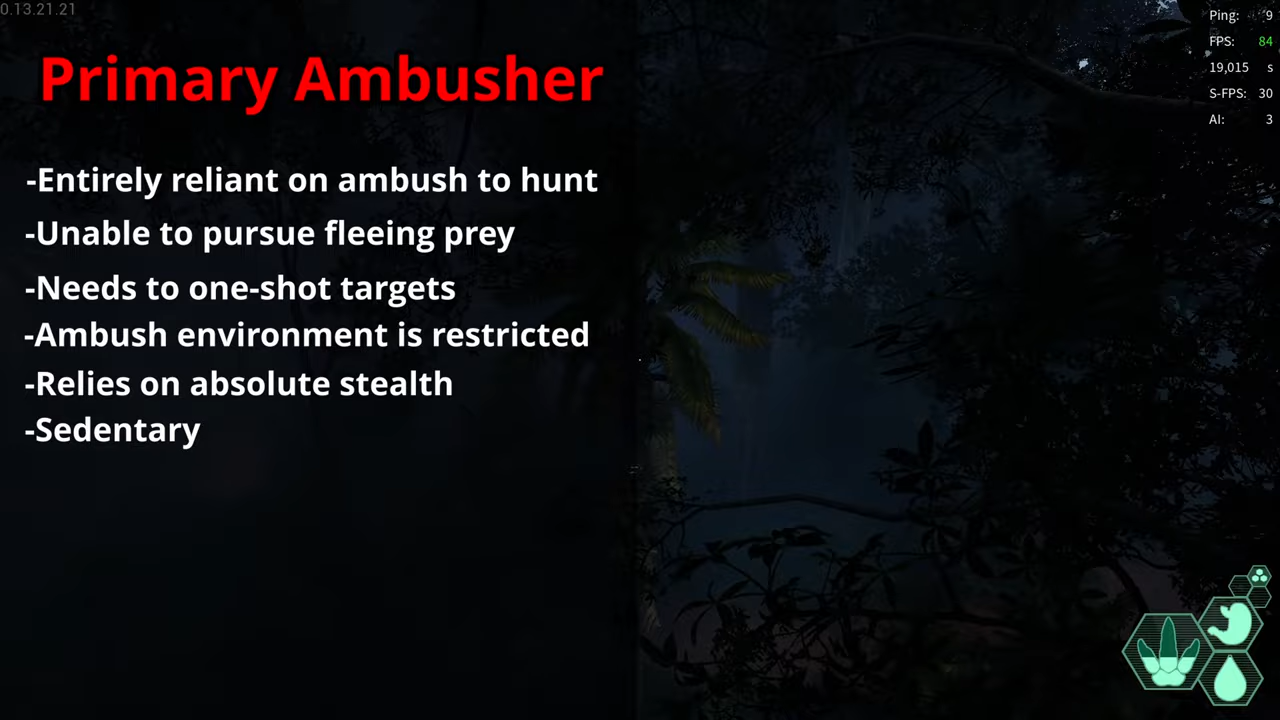 0.13.21.21
Ping: 9
FPS: 84
19,015 s
S-FPS: 30
AI: 3
Primary Ambusher
-Entirely reliant on ambush to hunt
-Unable to pursue fleeing prey
-Needs to one-shot targets
-Ambush environment is restricted
-Relies on absolute stealth
-Sedentary